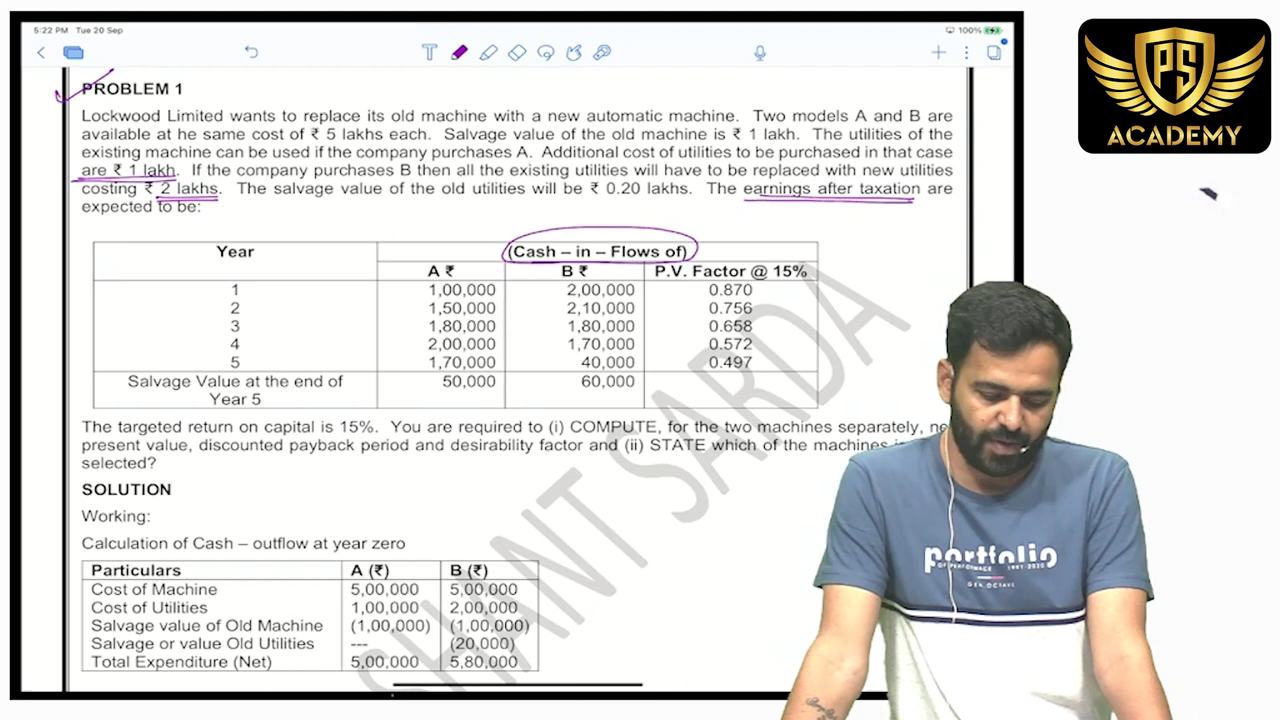 5:22 PM Tue 20 Sep
100%
PS
ACADEMY
PROBLEM 1
Lockwood Limited wants to replace its old machine with a new automatic machine. Two models A and B are
available at he same cost of ₹ 5 lakhs each. Salvage value of the old machine is ₹ 1 lakh. The utilities of the
existing machine can be used if the company purchases A. Additional cost of utilities to be purchased in that case
are ₹ 1 lakh. If the company purchases B then all the existing utilities will have to be replaced with new utilities
costing ₹ 2 lakhs. The salvage value of the old utilities will be ₹ 0.20 lakhs. The earnings after taxation are
expected to be:
Year (Cash – in – Flows of)
A ₹ B ₹ P.V. Factor @ 15%
1 1,00,000 2,00,000 0.870
2 1,50,000 2,10,000 0.756
3 1,80,000 1,80,000 0.658
4 2,00,000 1,70,000 0.572
5 1,70,000 40,000 0.497
Salvage Value at the end of 50,000 60,000
Year 5
The targeted return on capital is 15%. You are required to (i) COMPUTE, for the two machines separately,
present value, discounted payback period and desirability factor and (ii) STATE which of the machines
selected?
SOLUTION
Working:
Calculation of Cash – outflow at year zero
Particulars A (₹) B (₹)
Cost of Machine 5,00,000 5,00,000
Cost of Utilities 1,00,000 2,00,000
Salvage value of Old Machine (1,00,000) (1,00,000)
Salvage or value Old Utilities --- (20,000)
Total Expenditure (Net) 5,00,000 5,80,000
SHANT SARDA
portfolio
OF PERFORMANCE 1997-2020